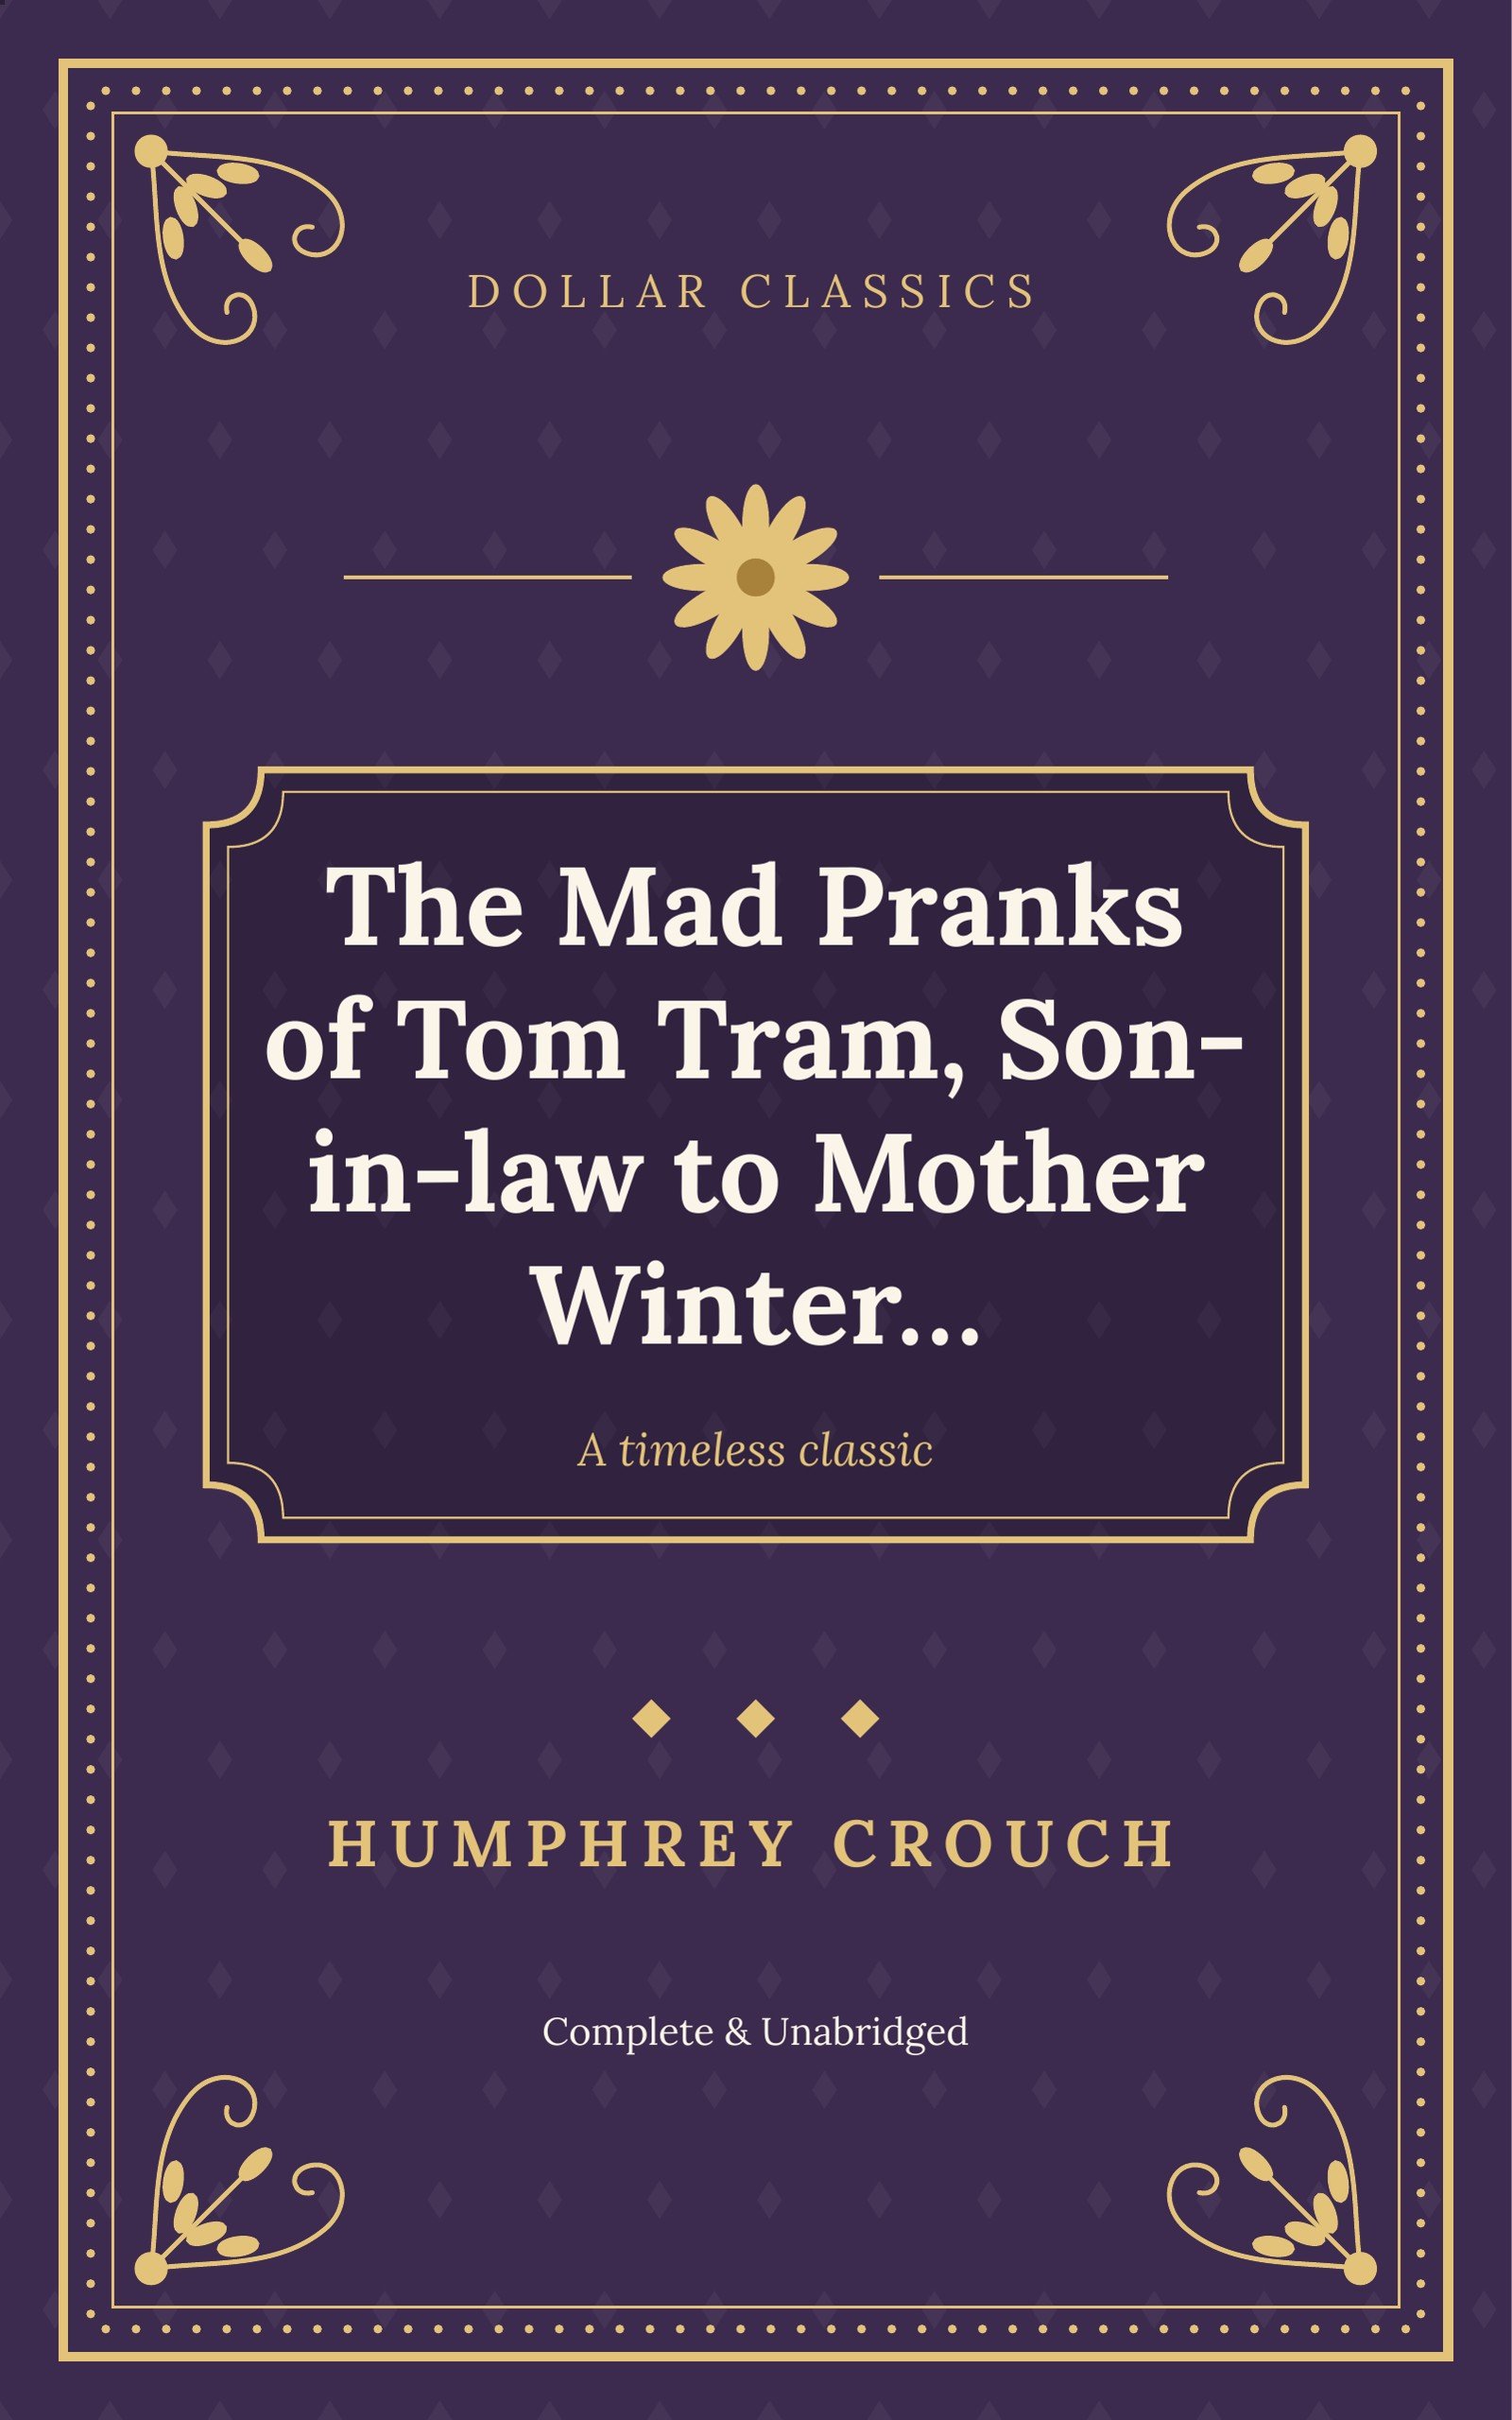 DOLLAR CLASSICS
The Mad Pranks
of Tom Tram, Son-
in-law to Mother
Winter...
A timeless classic
HUMPHREY CROUCH
Complete & Unabridged